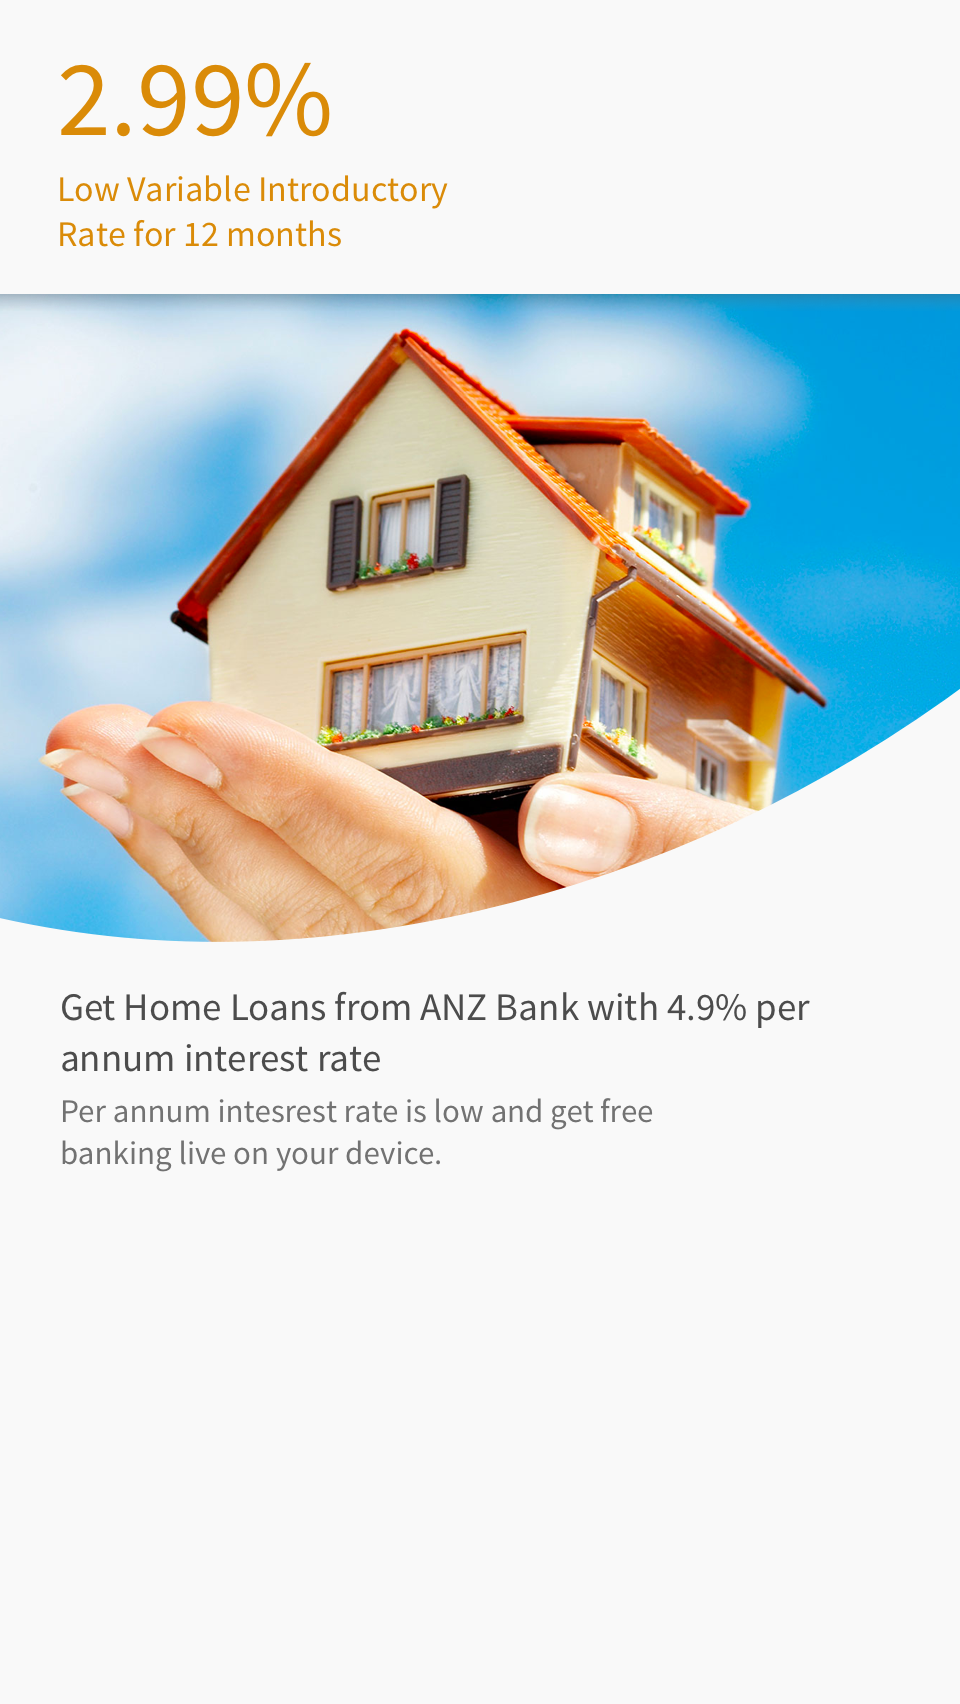 2.99%
Low Variable Introductory
Rate for 12 months
Get Home Loans from ANZ Bank with 4.9% per
annum interest rate
Per annum intesrest rate is low and get free
banking live on your device.